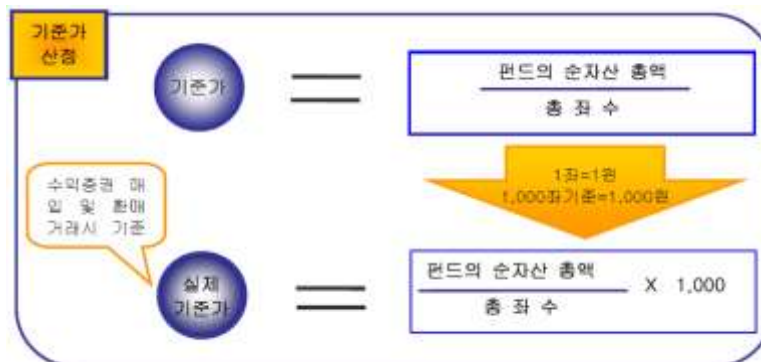 기준가
산정
기준가
펀드의 순자산 총액
총 좌 수
1좌=1원
1,000좌기준=1,000원
수익증권 매
입 및 환매
거래시 기준
실제
기준가
펀드의 순자산 총액
총 좌 수
X 1,000